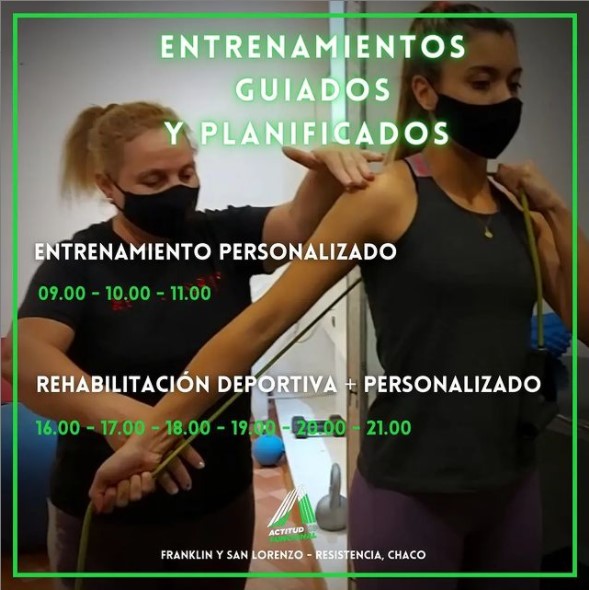 ENTRENAMIENTOS
GUIADOS
Y PLANIFICADOS
ENTRENAMIENTO PERSONALIZADO
09.00 - 10.00 - 11.00
REHABILITACIÓN DEPORTIVA + PERSONALIZADO
16.00 - 17.00 - 18.00 - 19.00 - 20.00 - 21.00
ACTITUD
FUNCIONAL
FRANKLIN Y SAN LORENZO - RESISTENCIA, CHACO